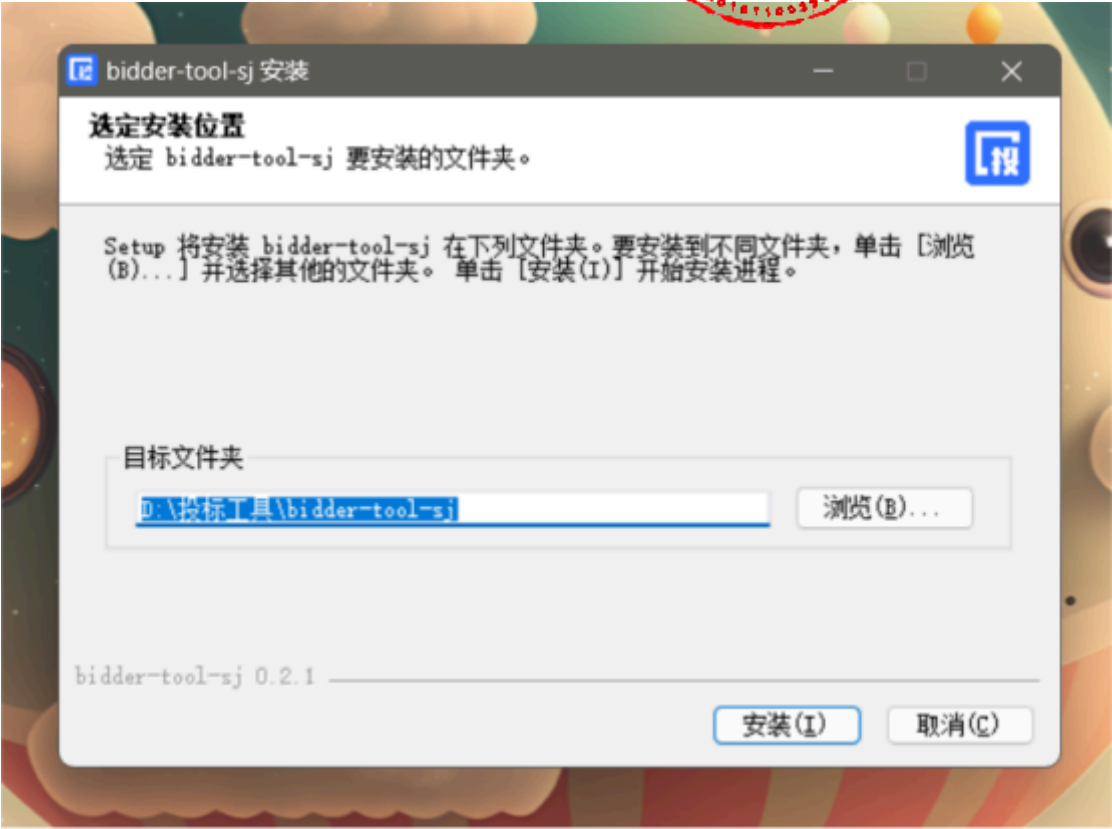 bidder-tool-sj 安装
选定安装位置
选定 bidder-tool-sj 要安装的文件夹。
投
Setup 将安装 bidder-tool-sj 在下列文件夹。要安装到不同文件夹，单击 [浏览
(B)...] 并选择其他的文件夹。 单击 [安装(I)] 开始安装进程。
目标文件夹
D:\投标工具\bidder-tool-sj
浏览(B)...
bidder-tool-sj 0.2.1
安装(I)
取消(C)